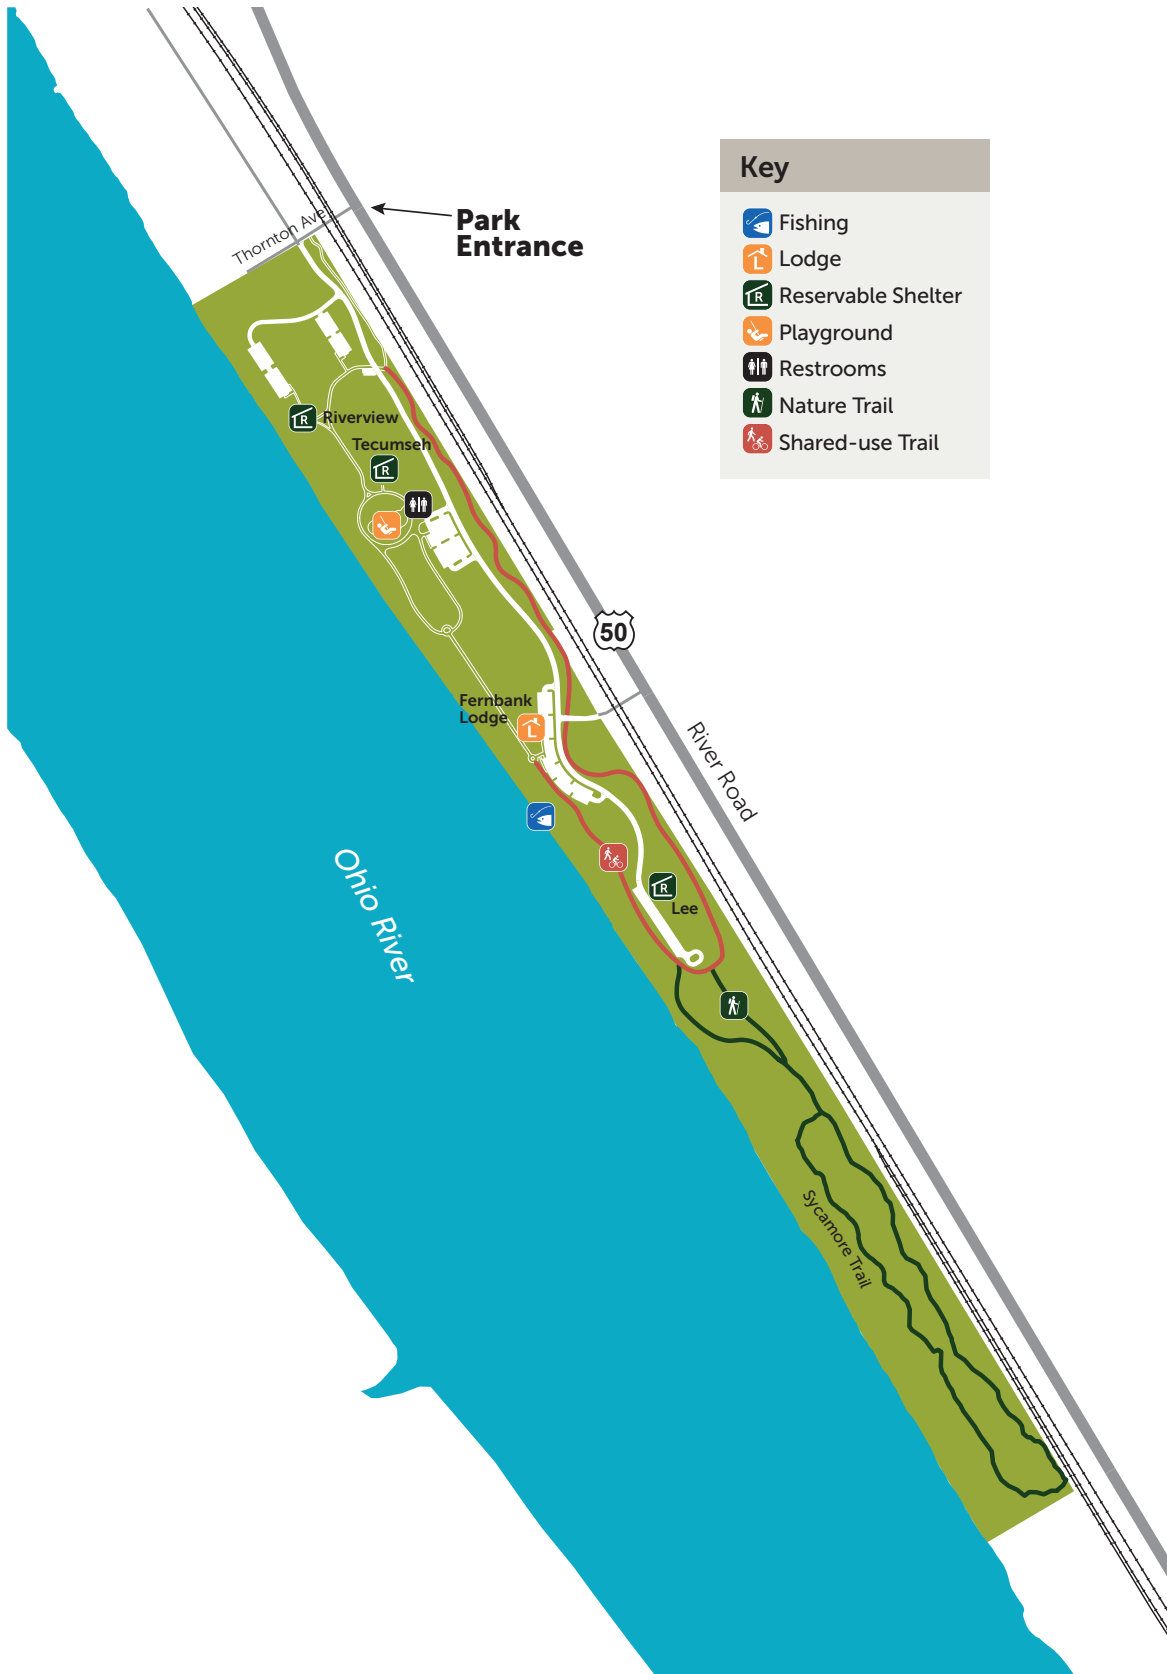 Thornton Ave
Park
Entrance
Key
Fishing
Lodge
Reservable Shelter
Playground
Restrooms
Nature Trail
Shared-use Trail
R
L
R
R
Riverview
Tecumseh
R
50
Fernbank
Lodge
L
River Road
Ohio River
R
Lee
Sycamore Trail